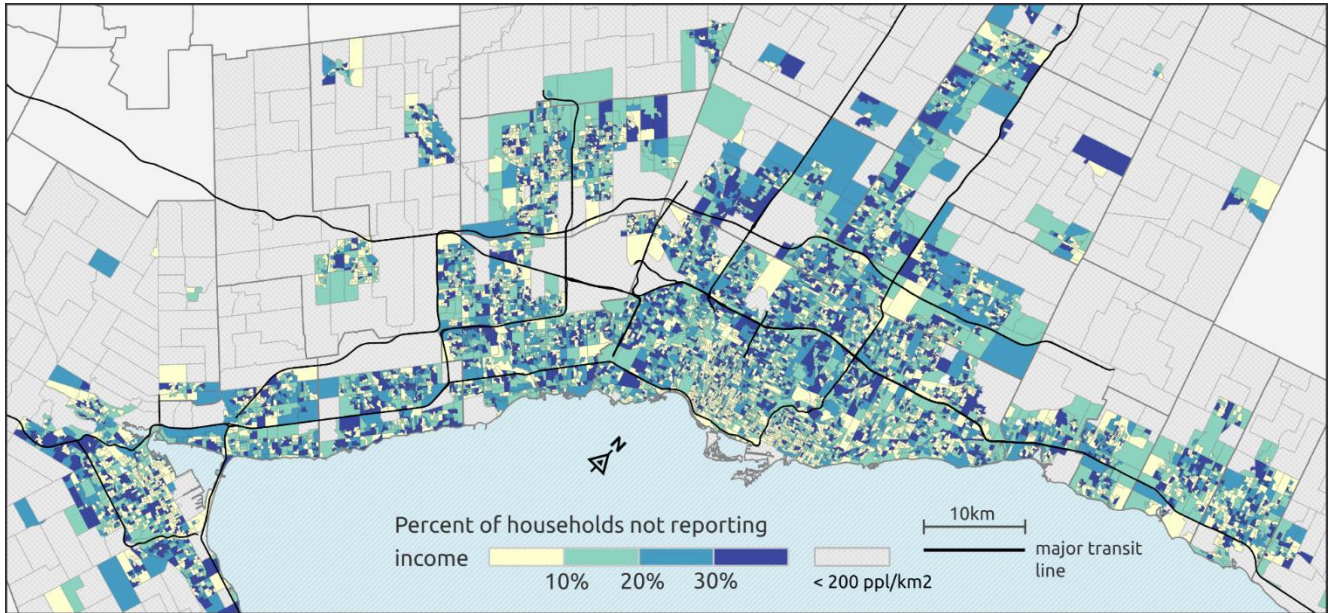 N
Percent of households not reporting
income
10% 20% 30%
< 200 ppl/km2
10km
major transit
line